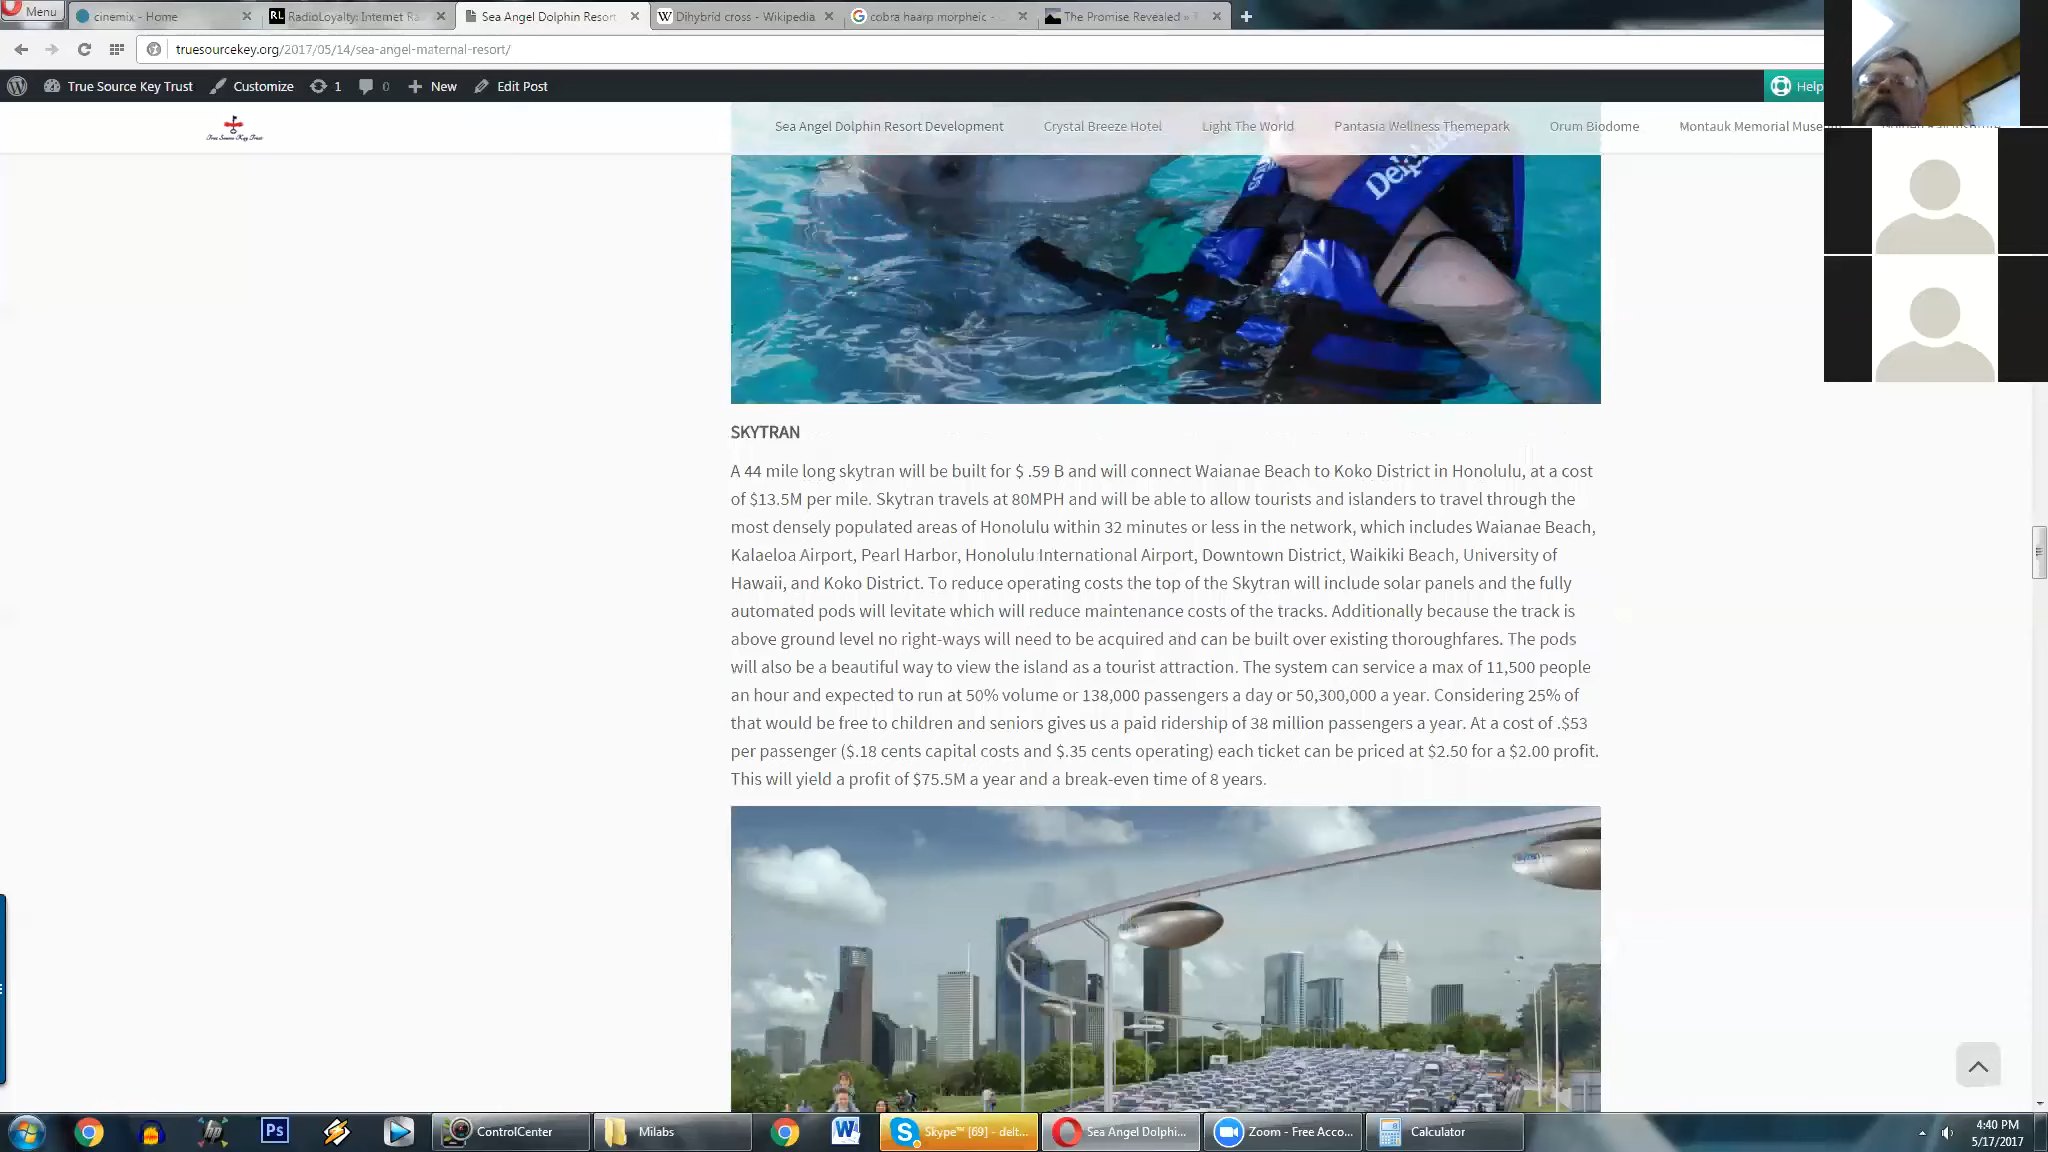 Menu
cinemix - Home
RL RadioLoyalty: Internet Ra
Sea Angel Dolphin Resort
W Dihybrid cross - Wikipedia
cobra haarp morpheic -
The Promise Revealed
truesourcekey.org/2017/05/14/sea-angel-maternal-resort/
True Source Key Trust
Customize
1
0
New
Edit Post
Help
True Source Key Trust
Sea Angel Dolphin Resort Development
Crystal Breeze Hotel
Light The World
Pantasia Wellness Themepark
Orum Biodome
Montauk Memorial Muse
SKYTRAN
A 44 mile long skytran will be built for $ .59 B and will connect Waianae Beach to Koko District in Honolulu, at a cost
of $13.5M per mile. Skytran travels at 80MPH and will be able to allow tourists and islanders to travel through the
most densely populated areas of Honolulu within 32 minutes or less in the network, which includes Waianae Beach,
Kalaeloa Airport, Pearl Harbor, Honolulu International Airport, Downtown District, Waikiki Beach, University of
Hawaii, and Koko District. To reduce operating costs the top of the Skytran will include solar panels and the fully
automated pods will levitate which will reduce maintenance costs of the tracks. Additionally because the track is
above ground level no right-ways will need to be acquired and can be built over existing thoroughfares. The pods
will also be a beautiful way to view the island as a tourist attraction. The system can service a max of 11,500 people
an hour and expected to run at 50% volume or 138,000 passengers a day or 50,300,000 a year. Considering 25% of
that would be free to children and seniors gives us a paid ridership of 38 million passengers a year. At a cost of .$53
per passenger ($.18 cents capital costs and $.35 cents operating) each ticket can be priced at $2.50 for a $2.00 profit.
This will yield a profit of $75.5M a year and a break-even time of 8 years.
Ps
ControlCenter
Milabs
Skype™ [69] - delt...
Sea Angel Dolphi...
Zoom - Free Acco...
Calculator
4:40 PM
5/17/2017